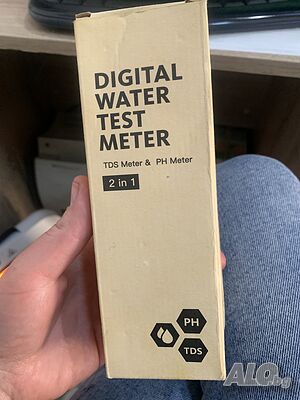 DIGITAL
WATER
TEST
METER
TDS Meter & PH Meter
2 in 1
PH
TDS
ALO.bg